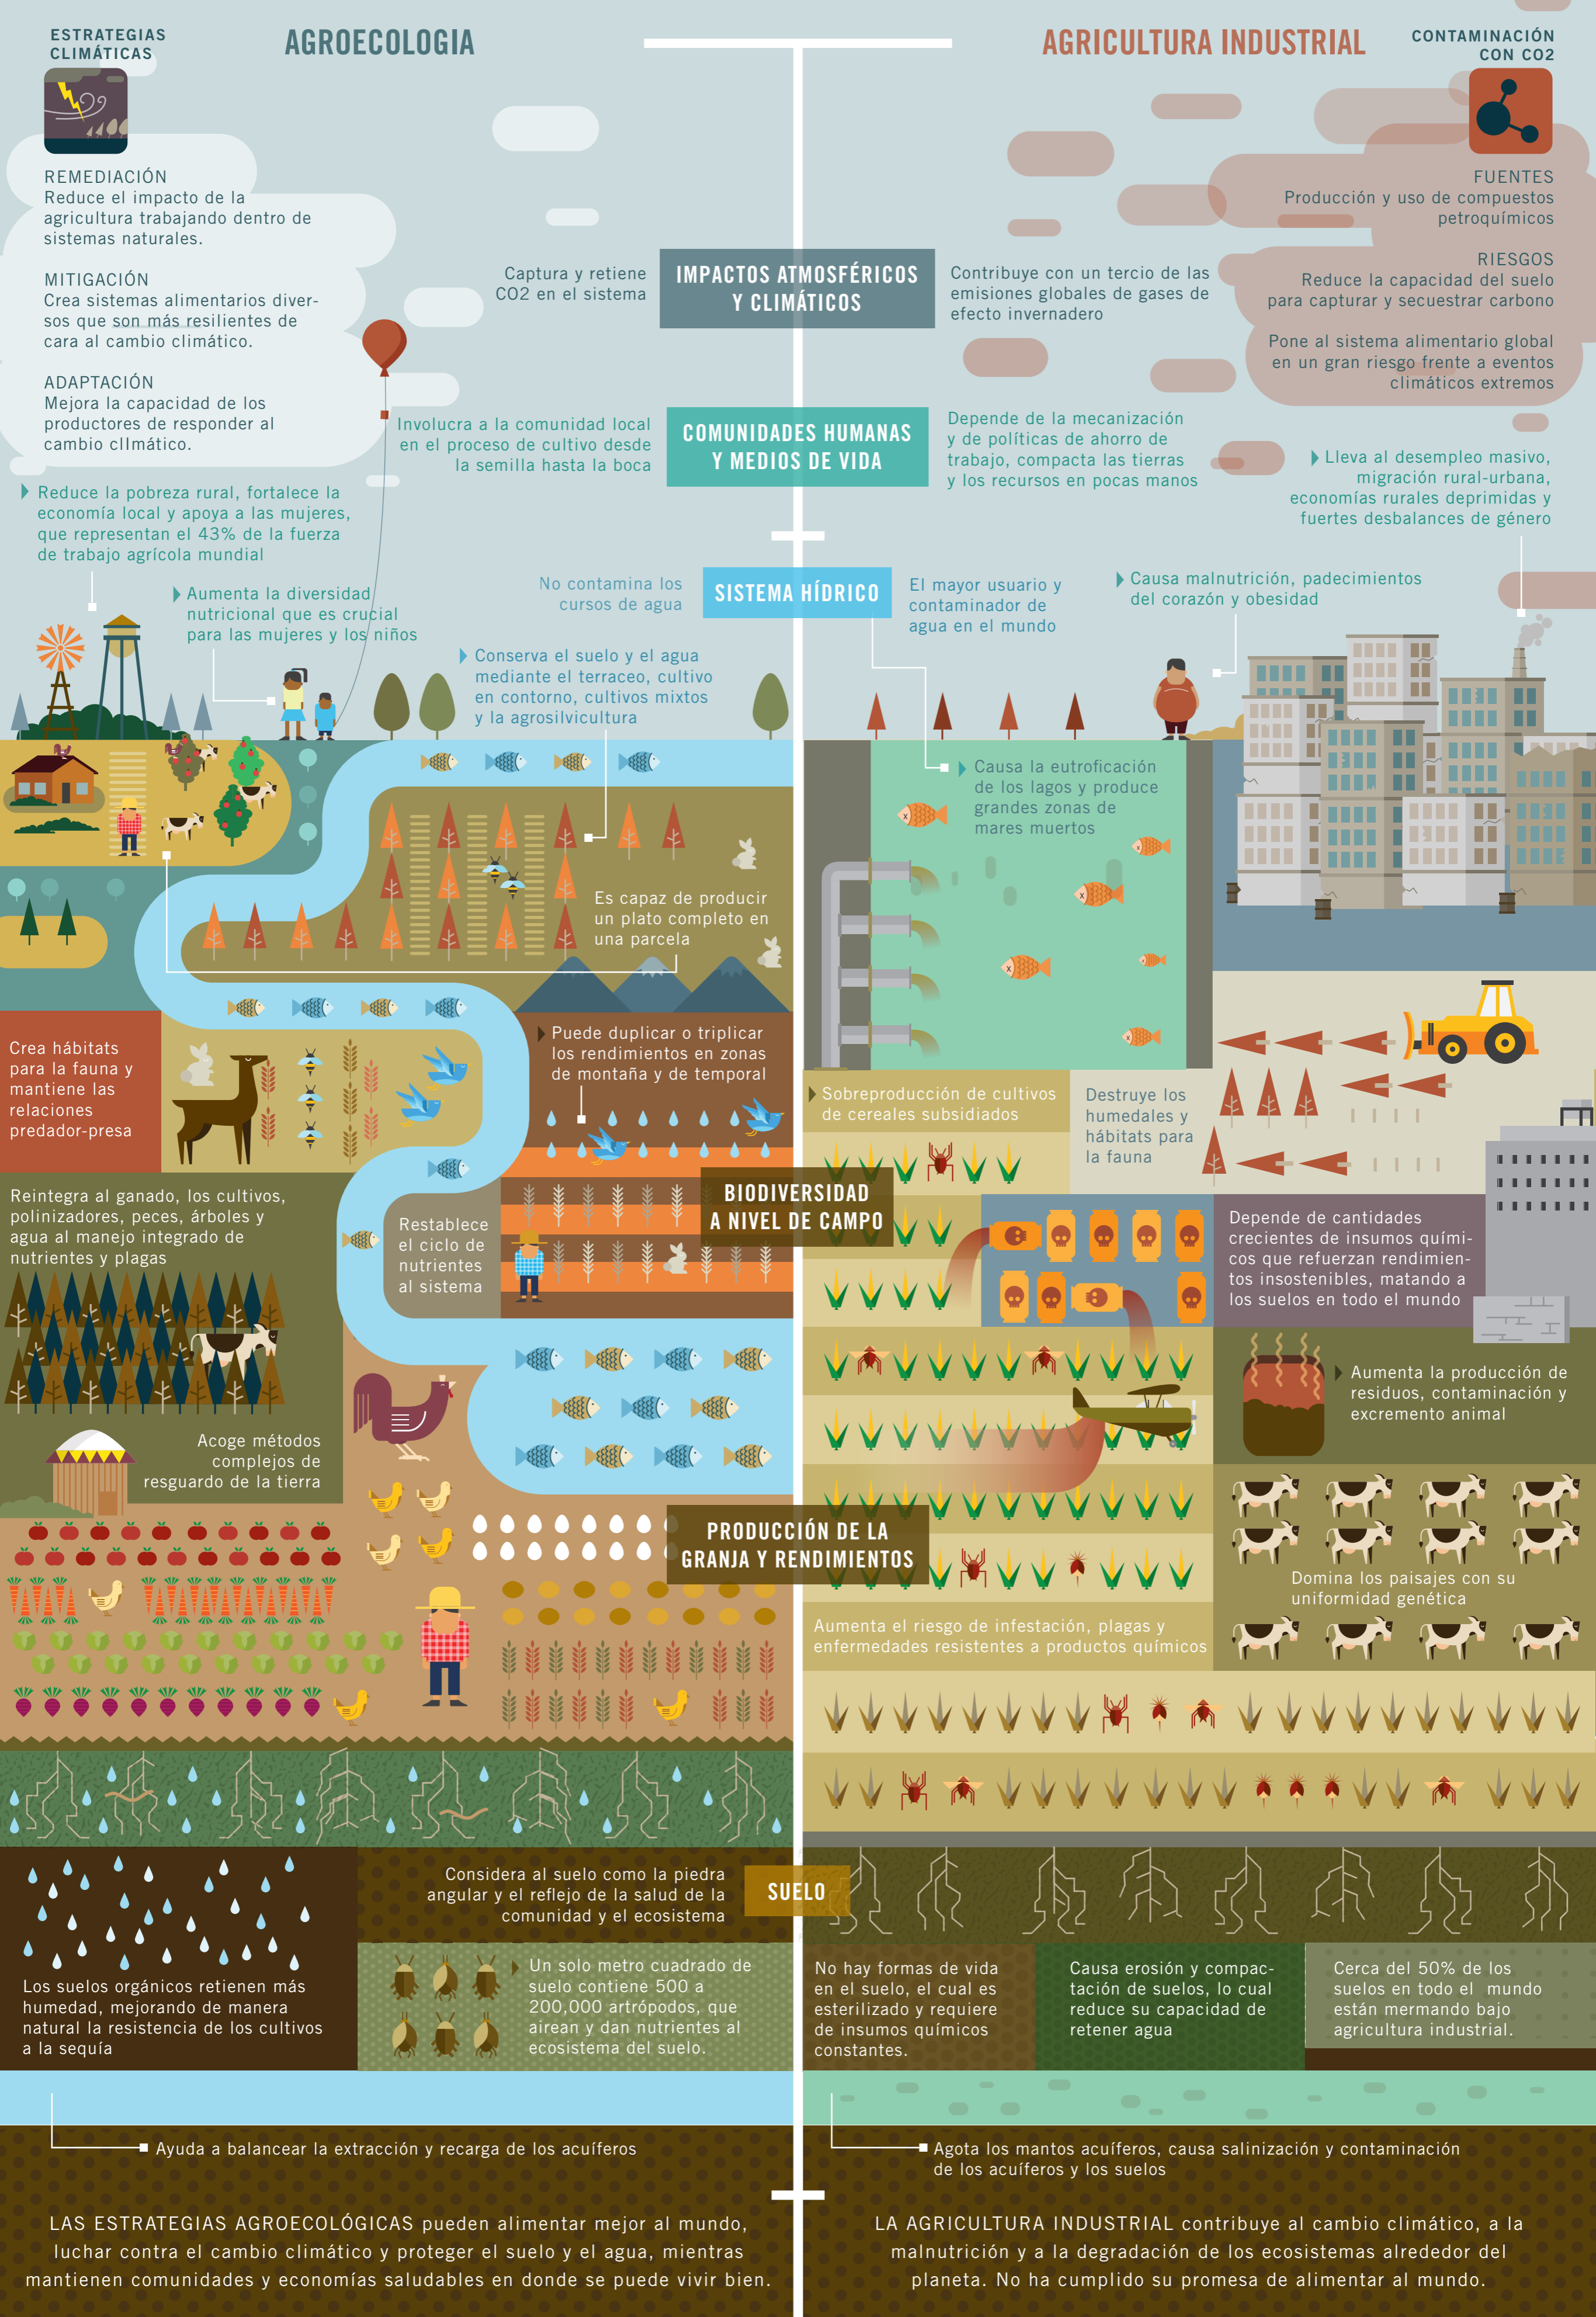 ESTRATEGIAS
CLIMÁTICAS
AGROECOLOGIA
AGRICULTURA INDUSTRIAL
CONTAMINACIÓN
CON CO2
REMEDIACIÓN
Reduce el impacto de la
agricultura trabajando dentro de
sistemas naturales.
MITIGACIÓN
Crea sistemas alimentarios diver-
sos que son más resilientes de
cara al cambio climático.
ADAPTACIÓN
Mejora la capacidad de los
productores de responder al
cambio clImático.
FUENTES
Producción y uso de compuestos
petroquímicos
RIESGOS
Reduce la capacidad del suelo
para capturar y secuestrar carbono
Pone al sistema alimentario global
en un gran riesgo frente a eventos
climáticos extremos
Captura y retiene
CO2 en el sistema
IMPACTOS ATMOSFÉRICOS
Y CLIMÁTICOS
Contribuye con un tercio de las
emisiones globales de gases de
efecto invernadero
Involucra a la comunidad local
en el proceso de cultivo desde
la semilla hasta la boca
COMUNIDADES HUMANAS
Y MEDIOS DE VIDA
Depende de la mecanización
y de políticas de ahorro de
trabajo, compacta las tierras
y los recursos en pocas manos
Lleva al desempleo masivo,
migración rural-urbana,
economías rurales deprimidas y
fuertes desbalances de género
Reduce la pobreza rural, fortalece la
economía local y apoya a las mujeres,
que representan el 43% de la fuerza
de trabajo agrícola mundial
Aumenta la diversidad
nutricional que es crucial
para las mujeres y los niños
No contamina los
cursos de agua
SISTEMA HÍDRICO
El mayor usuario y
contaminador de
agua en el mundo
Causa malnutrición, padecimientos
del corazón y obesidad
Conserva el suelo y el agua
mediante el terraceo, cultivo
en contorno, cultivos mixtos
y la agrosilvicultura
Causa la eutroficación
de los lagos y produce
grandes zonas de
mares muertos
Es capaz de producir
un plato completo en
una parcela
Crea hábitats
para la fauna y
mantiene las
relaciones
predador-presa
Puede duplicar o triplicar
los rendimientos en zonas
de montaña y de temporal
Sobreproducción de cultivos
de cereales subsidiados
Destruye los
humedales y
hábitats para
la fauna
Reintegra al ganado, los cultivos,
polinizadores, peces, árboles y
agua al manejo integrado de
nutrientes y plagas
Restablece
el ciclo de
nutrientes
al sistema
BIODIVERSIDAD
A NIVEL DE CAMPO
Depende de cantidades
crecientes de insumos quími-
cos que refuerzan rendimien-
tos insostenibles, matando a
los suelos en todo el mundo
Aumenta la producción de
residuos, contaminación y
excremento animal
Acoge métodos
complejos de
resguardo de la tierra
PRODUCCIÓN DE LA
GRANJA Y RENDIMIENTOS
Domina los paisajes con su
uniformidad genética
Aumenta el riesgo de infestación, plagas y
enfermedades resistentes a productos químicos
Considera al suelo como la piedra
angular y el reflejo de la salud de la
comunidad y el ecosistema
SUELO
Los suelos orgánicos retienen más
humedad, mejorando de manera
natural la resistencia de los cultivos
a la sequía
Un solo metro cuadrado de
suelo contiene 500 a
200,000 artrópodos, que
airean y dan nutrientes al
ecosistema del suelo.
No hay formas de vida
en el suelo, el cual es
esterilizado y requiere
de insumos químicos
constantes.
Causa erosión y compac-
tación de suelos, lo cual
reduce su capacidad de
retener agua
Cerca del 50% de los
suelos en todo el mundo
están mermando bajo
agricultura industrial.
Ayuda a balancear la extracción y recarga de los acuíferos
Agota los mantos acuíferos, causa salinización y contaminación
de los acuíferos y los suelos
LAS ESTRATEGIAS AGROECOLÓGICAS pueden alimentar mejor al mundo,
luchar contra el cambio climático y proteger el suelo y el agua, mientras
mantienen comunidades y economías saludables en donde se puede vivir bien.
LA AGRICULTURA INDUSTRIAL contribuye al cambio climático, a la
malnutrición y a la degradación de los ecosistemas alrededor del
planeta. No ha cumplido su promesa de alimentar al mundo.